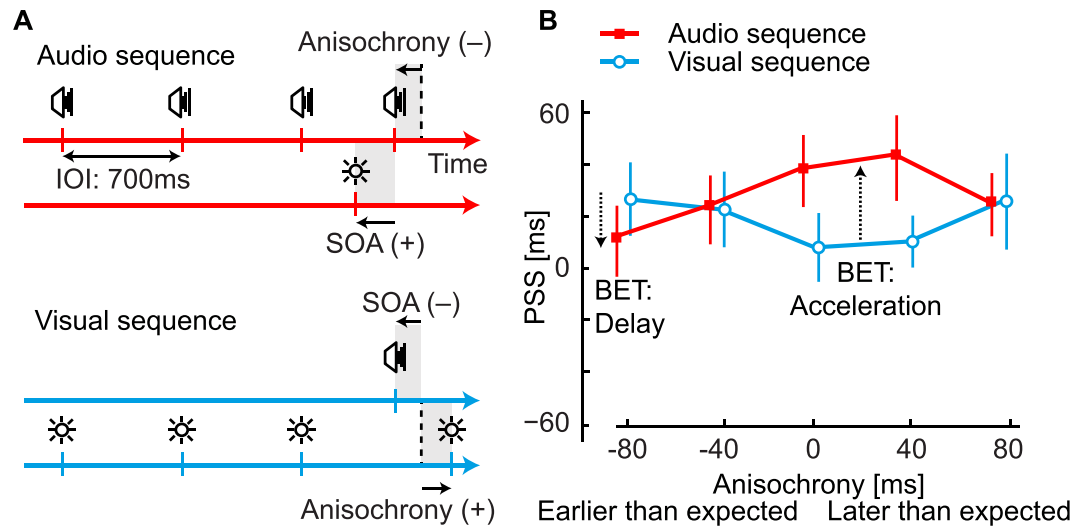 A
Audio sequence
Anisochrony (–)
Time
IOI: 700ms
SOA (+)
Visual sequence
SOA (–)
Anisochrony (+)
B
Audio sequence
Visual sequence
PSS [ms]
60
0
−60
BET:
Delay
BET:
Acceleration
-80 -40 0 40 80
Anisochrony [ms]
Earlier than expected Later than expected